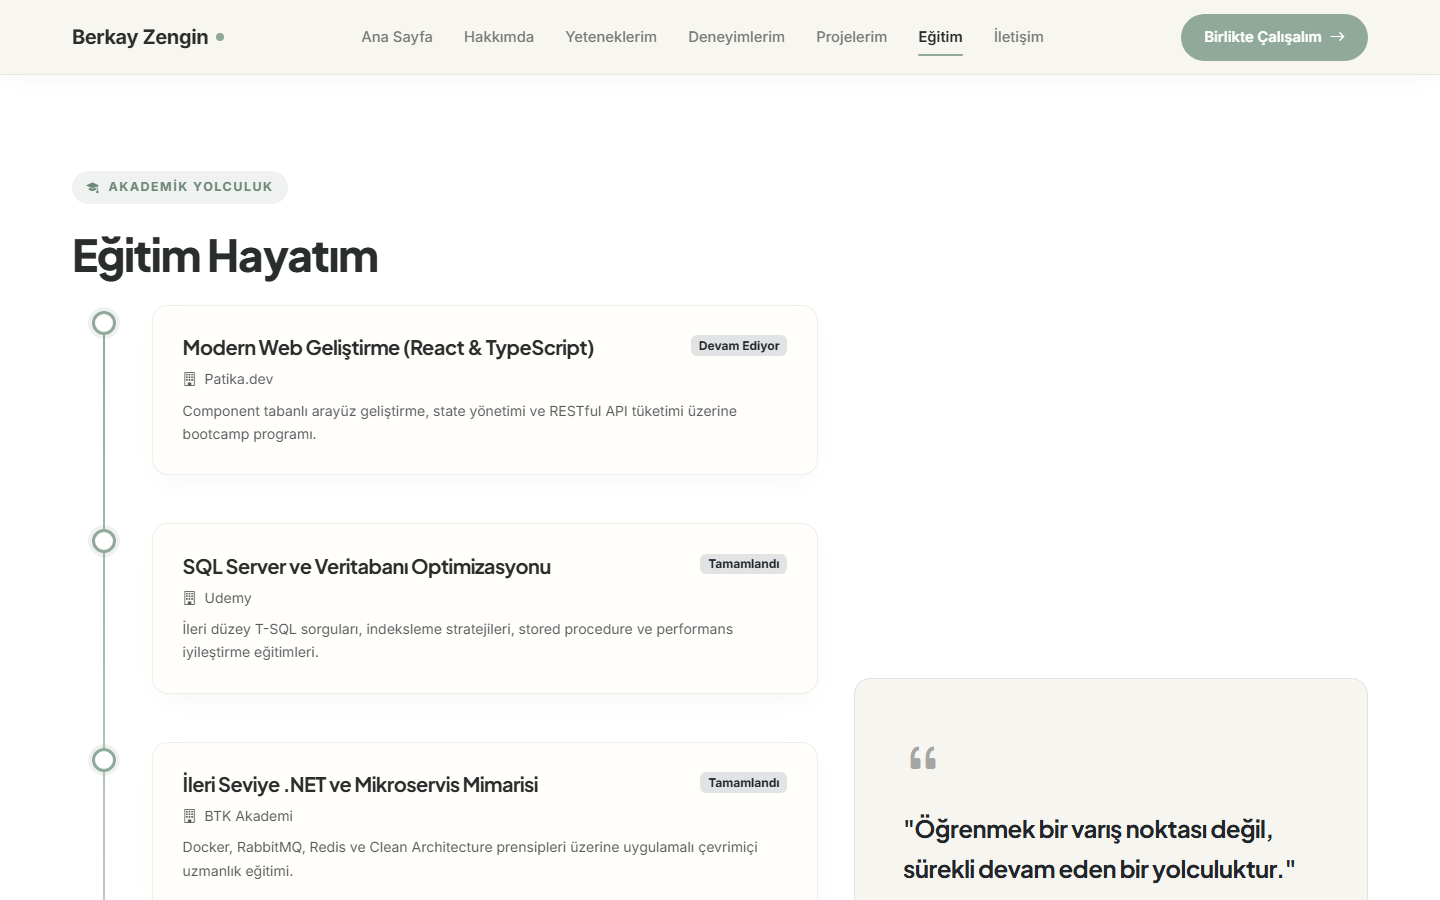 Berkay Zengin
Ana Sayfa
Hakkımda
Yeteneklerim
Deneyimlerim
Projelerim
Eğitim
İletişim
Birlikte Çalışalım →
AKADEMİK YOLCULUK
Eğitim Hayatım
Modern Web Geliştirme (React & TypeScript)
Devam Ediyor
Patika.dev
Component tabanlı arayüz geliştirme, state yönetimi ve RESTful API tüketimi üzerine
bootcamp programı.
SQL Server ve Veritabanı Optimizasyonu
Tamamlandı
Udemy
İleri düzey T-SQL sorguları, indeksleme stratejileri, stored procedure ve performans
iyileştirme eğitimleri.
İleri Seviye .NET ve Mikroservis Mimarisi
Tamamlandı
BTK Akademi
Docker, RabbitMQ, Redis ve Clean Architecture prensipleri üzerine uygulamalı çevrimiçi
uzmanlık eğitimi.
"Öğrenmek bir varış noktası değil,
sürekli devam eden bir yolculuktur."